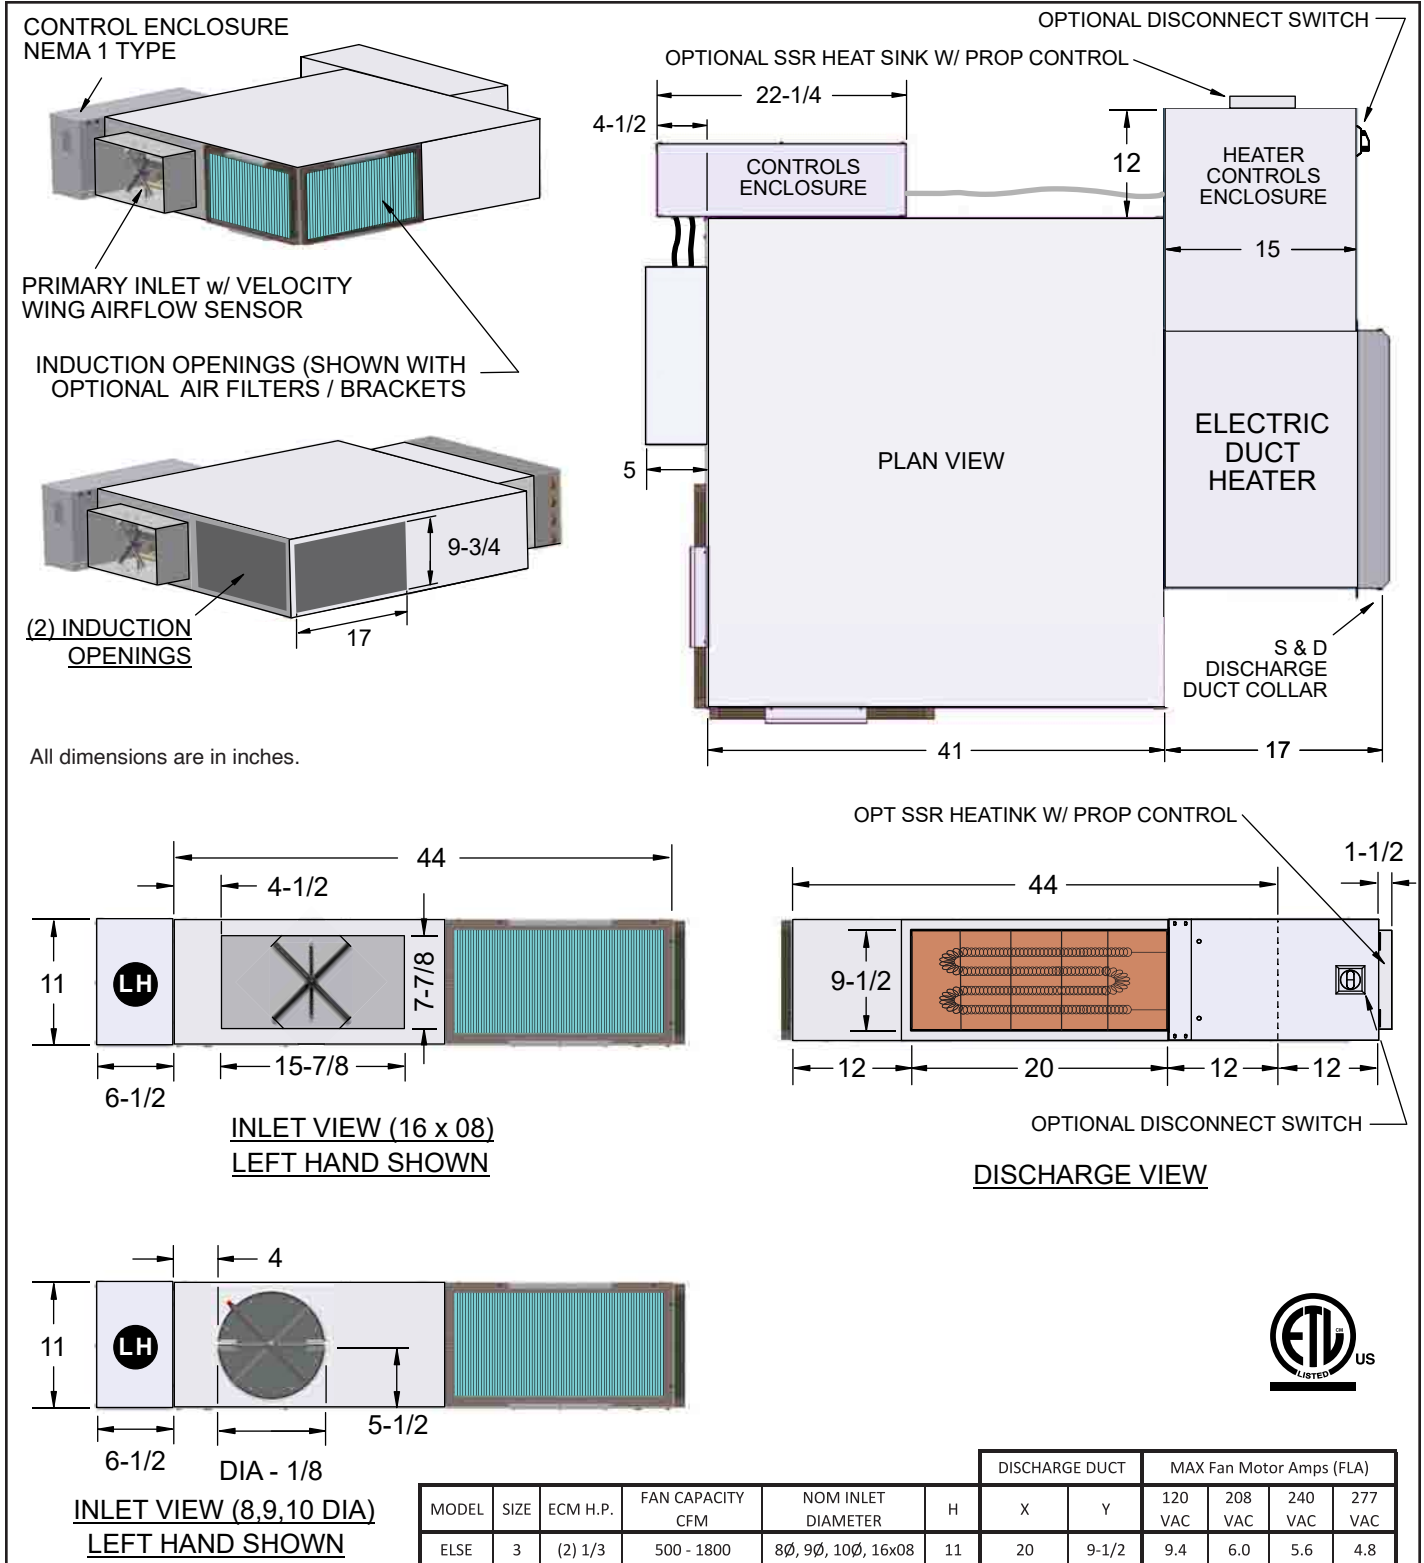 CONTROL ENCLOSURE
NEMA 1 TYPE
PRIMARY INLET w/ VELOCITY
WING AIRFLOW SENSOR
INDUCTION OPENINGS (SHOWN WITH
OPTIONAL AIR FILTERS / BRACKETS
9-3/4
17
(2) INDUCTION
OPENINGS
All dimensions are in inches.
OPTIONAL DISCONNECT SWITCH
OPTIONAL SSR HEAT SINK W/ PROP CONTROL
22-1/4
4-1/2
CONTROLS
ENCLOSURE
12
HEATER
CONTROLS
ENCLOSURE
15
5
PLAN VIEW
ELECTRIC
DUCT
HEATER
S & D
DISCHARGE
DUCT COLLAR
41
17
44
4-1/2
11
LH
7-7/8
15-7/8
6-1/2
INLET VIEW (16 x 08)
LEFT HAND SHOWN
OPT SSR HEATINK W/ PROP CONTROL
1-1/2
44
9-1/2
12
20
12
12
OPTIONAL DISCONNECT SWITCH
DISCHARGE VIEW
4
11
LH
5-1/2
6-1/2
DIA - 1/8
INLET VIEW (8,9,10 DIA)
LEFT HAND SHOWN
ETL
CM
LISTED
US
DISCHARGE DUCT MAX Fan Motor Amps (FLA)
MODEL SIZE ECM H.P. FAN CAPACITY CFM NOM INLET DIAMETER H X Y 120 VAC 208 VAC 240 VAC 277 VAC
ELSE 3 (2) 1/3 500 - 1800 8Ø, 9Ø, 10Ø, 16x08 11 20 9-1/2 9.4 6.0 5.6 4.8